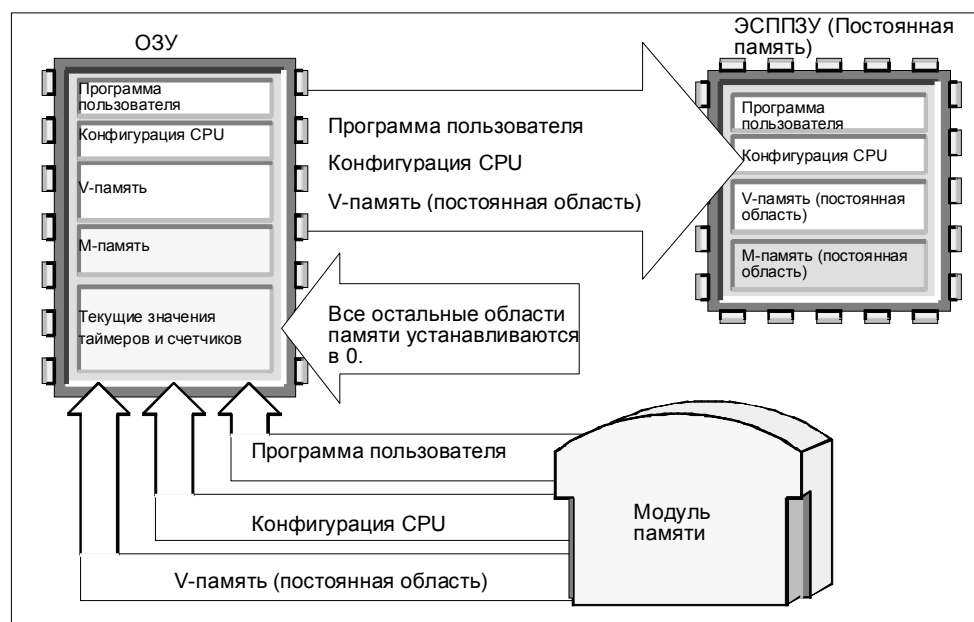 ОЗУ
Программа
пользователя
Конфигурация CPU
V-память
M-память
Текущие значения
таймеров и счетчиков
Программа пользователя
Конфигурация CPU
V-память (постоянная область)
Все остальные области
памяти устанавливаются
в 0.
ЭСППЗУ (Постоянная
память)
Программа
пользователя
Конфигурация CPU
V-память (постоянная
область)
M-память (постоянная
область)
Программа пользователя
Конфигурация CPU
V-память (постоянная область)
Модуль
памяти